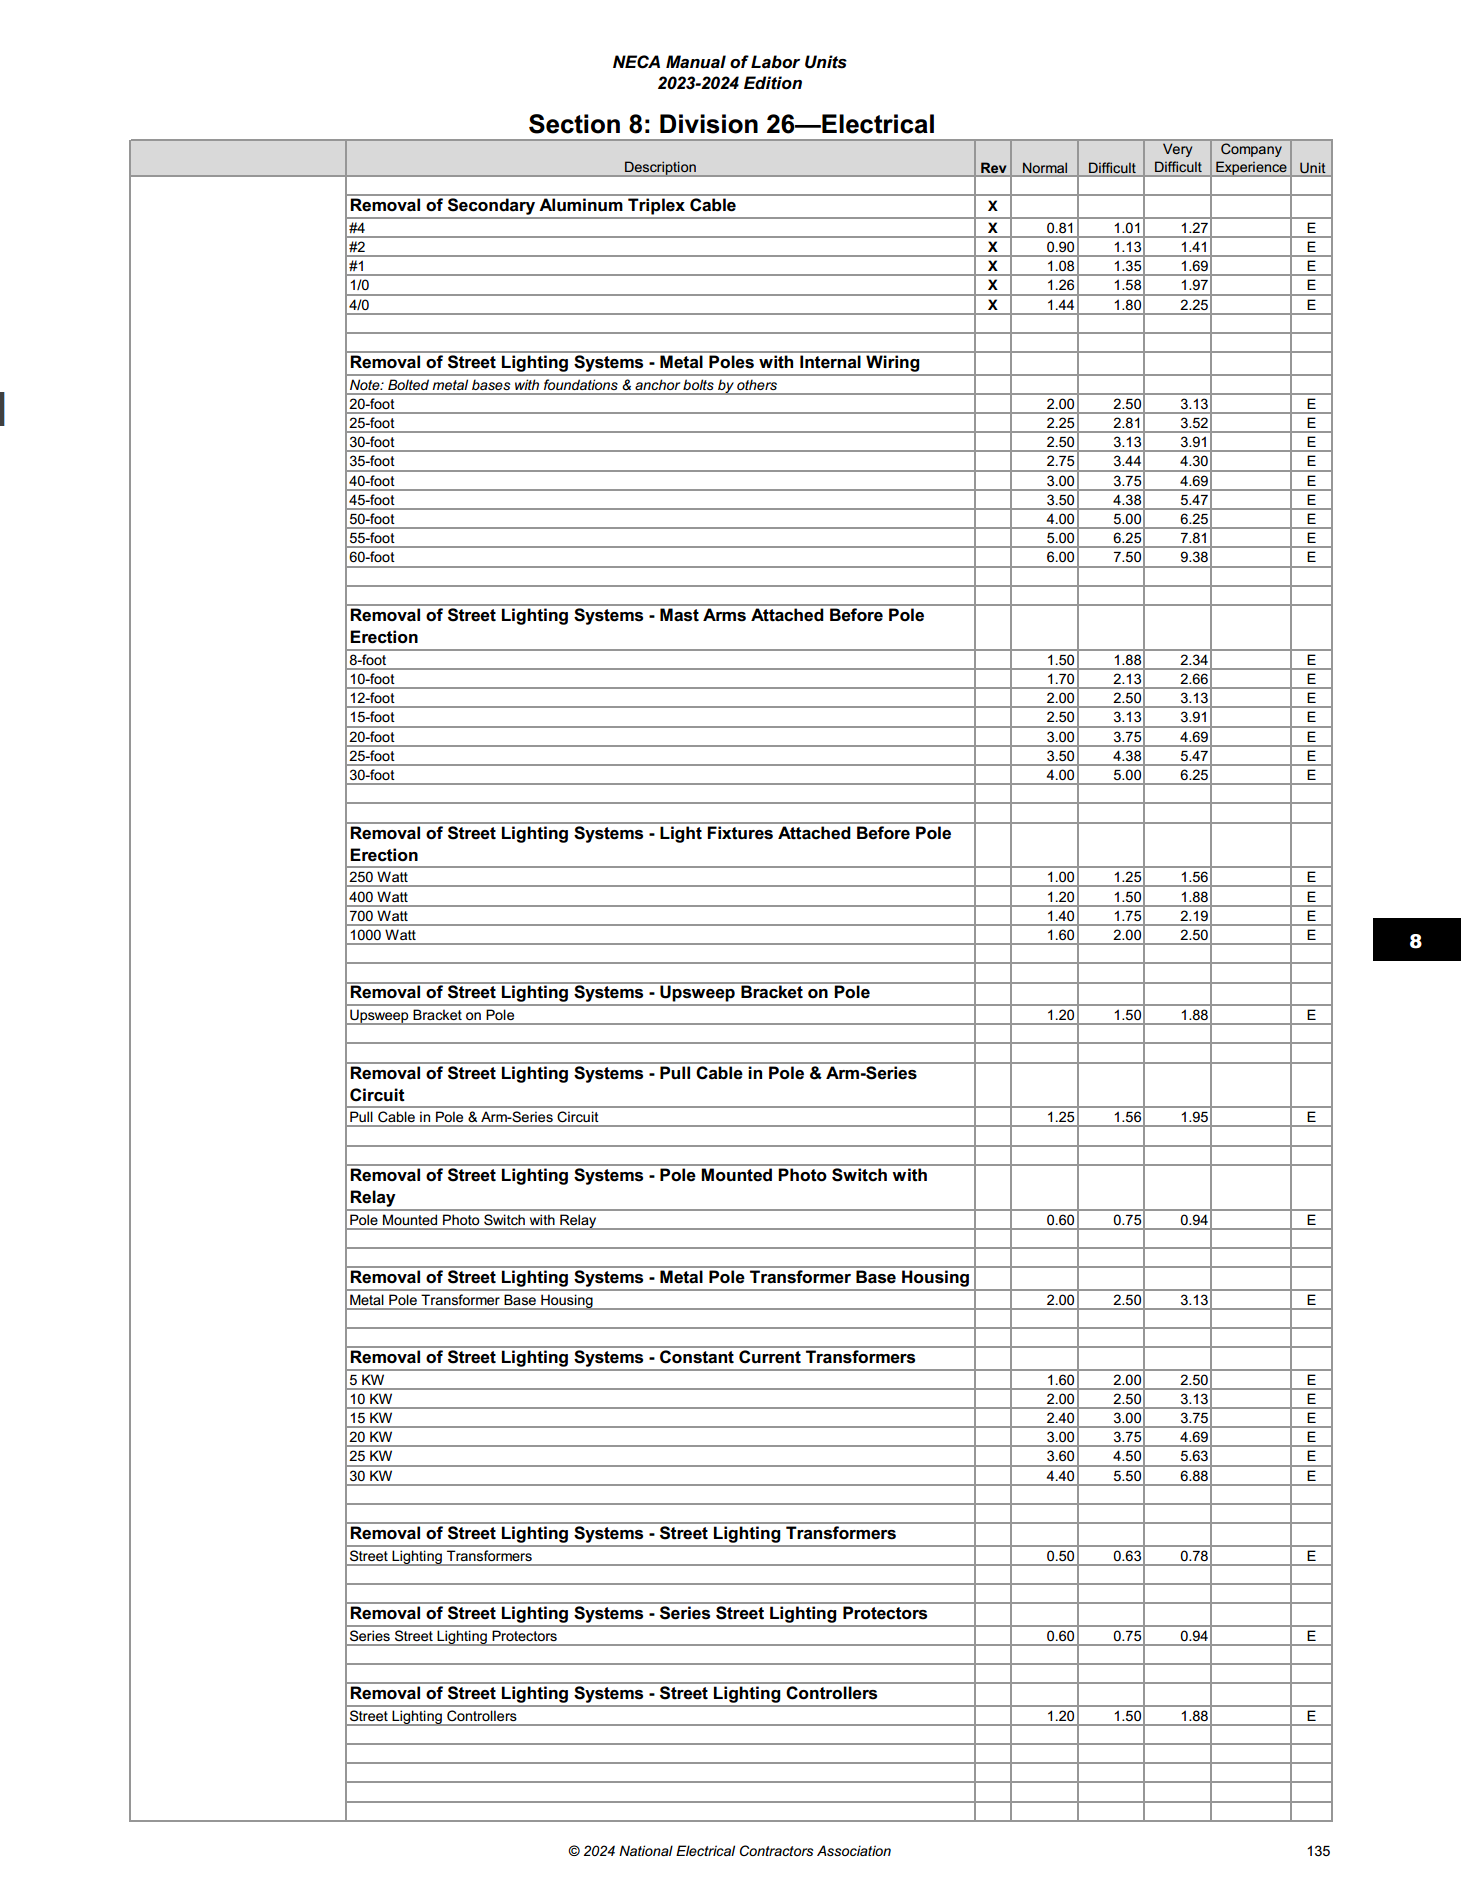 NECA Manual of Labor Units
2023-2024 Edition
Section 8: Division 26—Electrical
Description Rev Normal Difficult Very Difficult Company Experience Unit
Removal of Secondary Aluminum Triplex Cable X
#4 X 0.81 1.01 1.27 E
#2 X 0.90 1.13 1.41 E
#1 X 1.08 1.35 1.69 E
1/0 X 1.26 1.58 1.97 E
4/0 X 1.44 1.80 2.25 E
Removal of Street Lighting Systems - Metal Poles with Internal Wiring
Note: Bolted metal bases with foundations & anchor bolts by others
20-foot 2.00 2.50 3.13 E
25-foot 2.25 2.81 3.52 E
30-foot 2.50 3.13 3.91 E
35-foot 2.75 3.44 4.30 E
40-foot 3.00 3.75 4.69 E
45-foot 3.50 4.38 5.47 E
50-foot 4.00 5.00 6.25 E
55-foot 5.00 6.25 7.81 E
60-foot 6.00 7.50 9.38 E
Removal of Street Lighting Systems - Mast Arms Attached Before Pole
Erection
8-foot 1.50 1.88 2.34 E
10-foot 1.70 2.13 2.66 E
12-foot 2.00 2.50 3.13 E
15-foot 2.50 3.13 3.91 E
20-foot 3.00 3.75 4.69 E
25-foot 3.50 4.38 5.47 E
30-foot 4.00 5.00 6.25 E
Removal of Street Lighting Systems - Light Fixtures Attached Before Pole
Erection
250 Watt 1.00 1.25 1.56 E
400 Watt 1.20 1.50 1.88 E
700 Watt 1.40 1.75 2.19 E
1000 Watt 1.60 2.00 2.50 E
8
Removal of Street Lighting Systems - Upsweep Bracket on Pole
Upsweep Bracket on Pole 1.20 1.50 1.88 E
Removal of Street Lighting Systems - Pull Cable in Pole & Arm-Series
Circuit
Pull Cable in Pole & Arm-Series Circuit 1.25 1.56 1.95 E
Removal of Street Lighting Systems - Pole Mounted Photo Switch with
Relay
Pole Mounted Photo Switch with Relay 0.60 0.75 0.94 E
Removal of Street Lighting Systems - Metal Pole Transformer Base Housing
Metal Pole Transformer Base Housing 2.00 2.50 3.13 E
Removal of Street Lighting Systems - Constant Current Transformers
5 KW 1.60 2.00 2.50 E
10 KW 2.00 2.50 3.13 E
15 KW 2.40 3.00 3.75 E
20 KW 3.00 3.75 4.69 E
25 KW 3.60 4.50 5.63 E
30 KW 4.40 5.50 6.88 E
Removal of Street Lighting Systems - Street Lighting Transformers
Street Lighting Transformers 0.50 0.63 0.78 E
Removal of Street Lighting Systems - Series Street Lighting Protectors
Series Street Lighting Protectors 0.60 0.75 0.94 E
Removal of Street Lighting Systems - Street Lighting Controllers
Street Lighting Controllers 1.20 1.50 1.88 E
© 2024 National Electrical Contractors Association 135